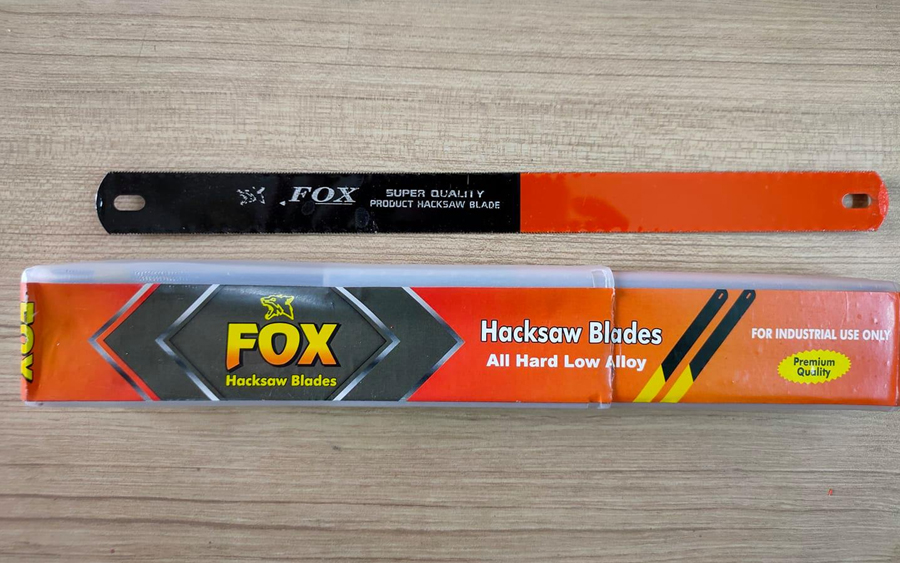 FOX
SUPER QUALITY
PRODUCT HACKSAW BLADE
FOX
FOX
Hacksaw Blades
Hacksaw Blades
All Hard Low Alloy
FOR INDUSTRIAL USE ONLY
Premium
Quality